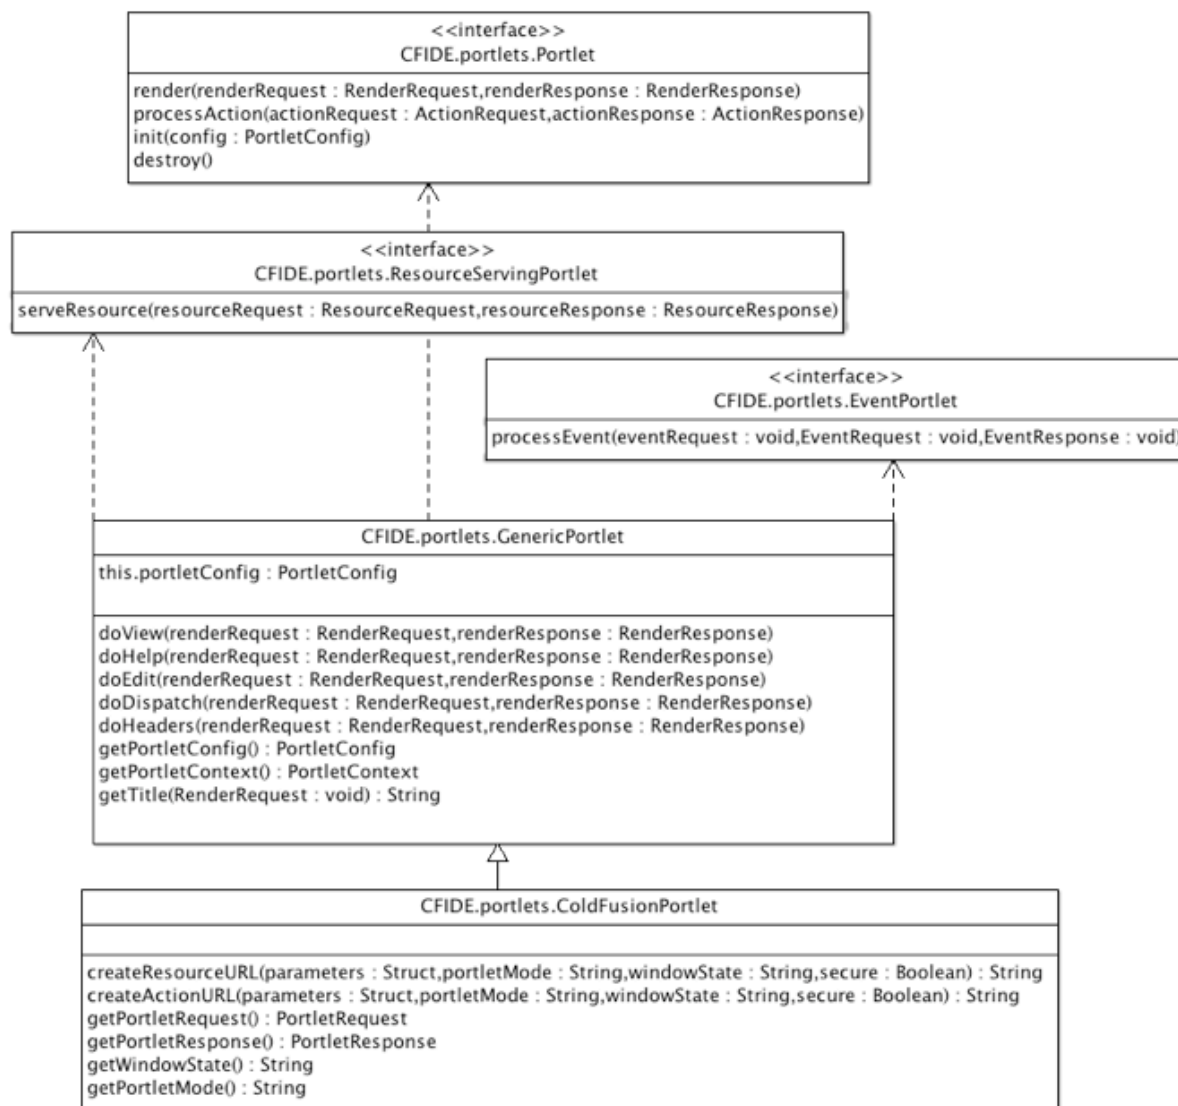 <<interface>>
CFIDE.portlets.Portlet
render(renderRequest : RenderRequest,renderResponse : RenderResponse)
processAction(actionRequest : ActionRequest,actionResponse : ActionResponse)
init(config : PortletConfig)
destroy()
<<interface>>
CFIDE.portlets.ResourceServingPortlet
serveResource(resourceRequest : ResourceRequest,resourceResponse : ResourceResponse)
<<interface>>
CFIDE.portlets.EventPortlet
processEvent(eventRequest : void,EventRequest : void,EventResponse : void)
CFIDE.portlets.GenericPortlet
this.portletConfig : PortletConfig
doView(renderRequest : RenderRequest,renderResponse : RenderResponse)
doHelp(renderRequest : RenderRequest,renderResponse : RenderResponse)
doEdit(renderRequest : RenderRequest,renderResponse : RenderResponse)
doDispatch(renderRequest : RenderRequest,renderResponse : RenderResponse)
doHeaders(renderRequest : RenderRequest,renderResponse : RenderResponse)
getPortletConfig() : PortletConfig
getPortletContext() : PortletContext
getTitle(RenderRequest : void) : String
CFIDE.portlets.ColdFusionPortlet
createResourceURL(parameters : Struct,portletMode : String,windowState : String,secure : Boolean) : String
createActionURL(parameters : Struct,portletMode : String,windowState : String,secure : Boolean) : String
getPortletRequest() : PortletRequest
getPortletResponse() : PortletResponse
getWindowState() : String
getPortletMode() : String